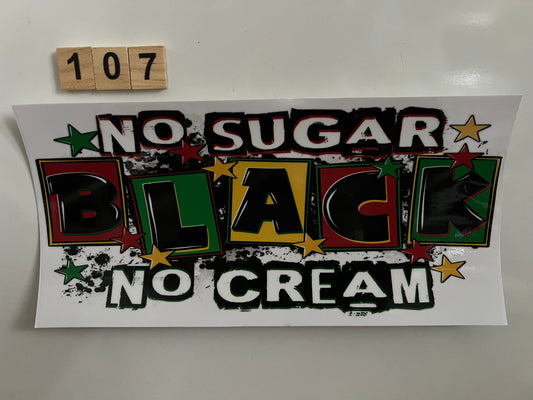 107
NO SUGAR
BLACK
NO CREAM